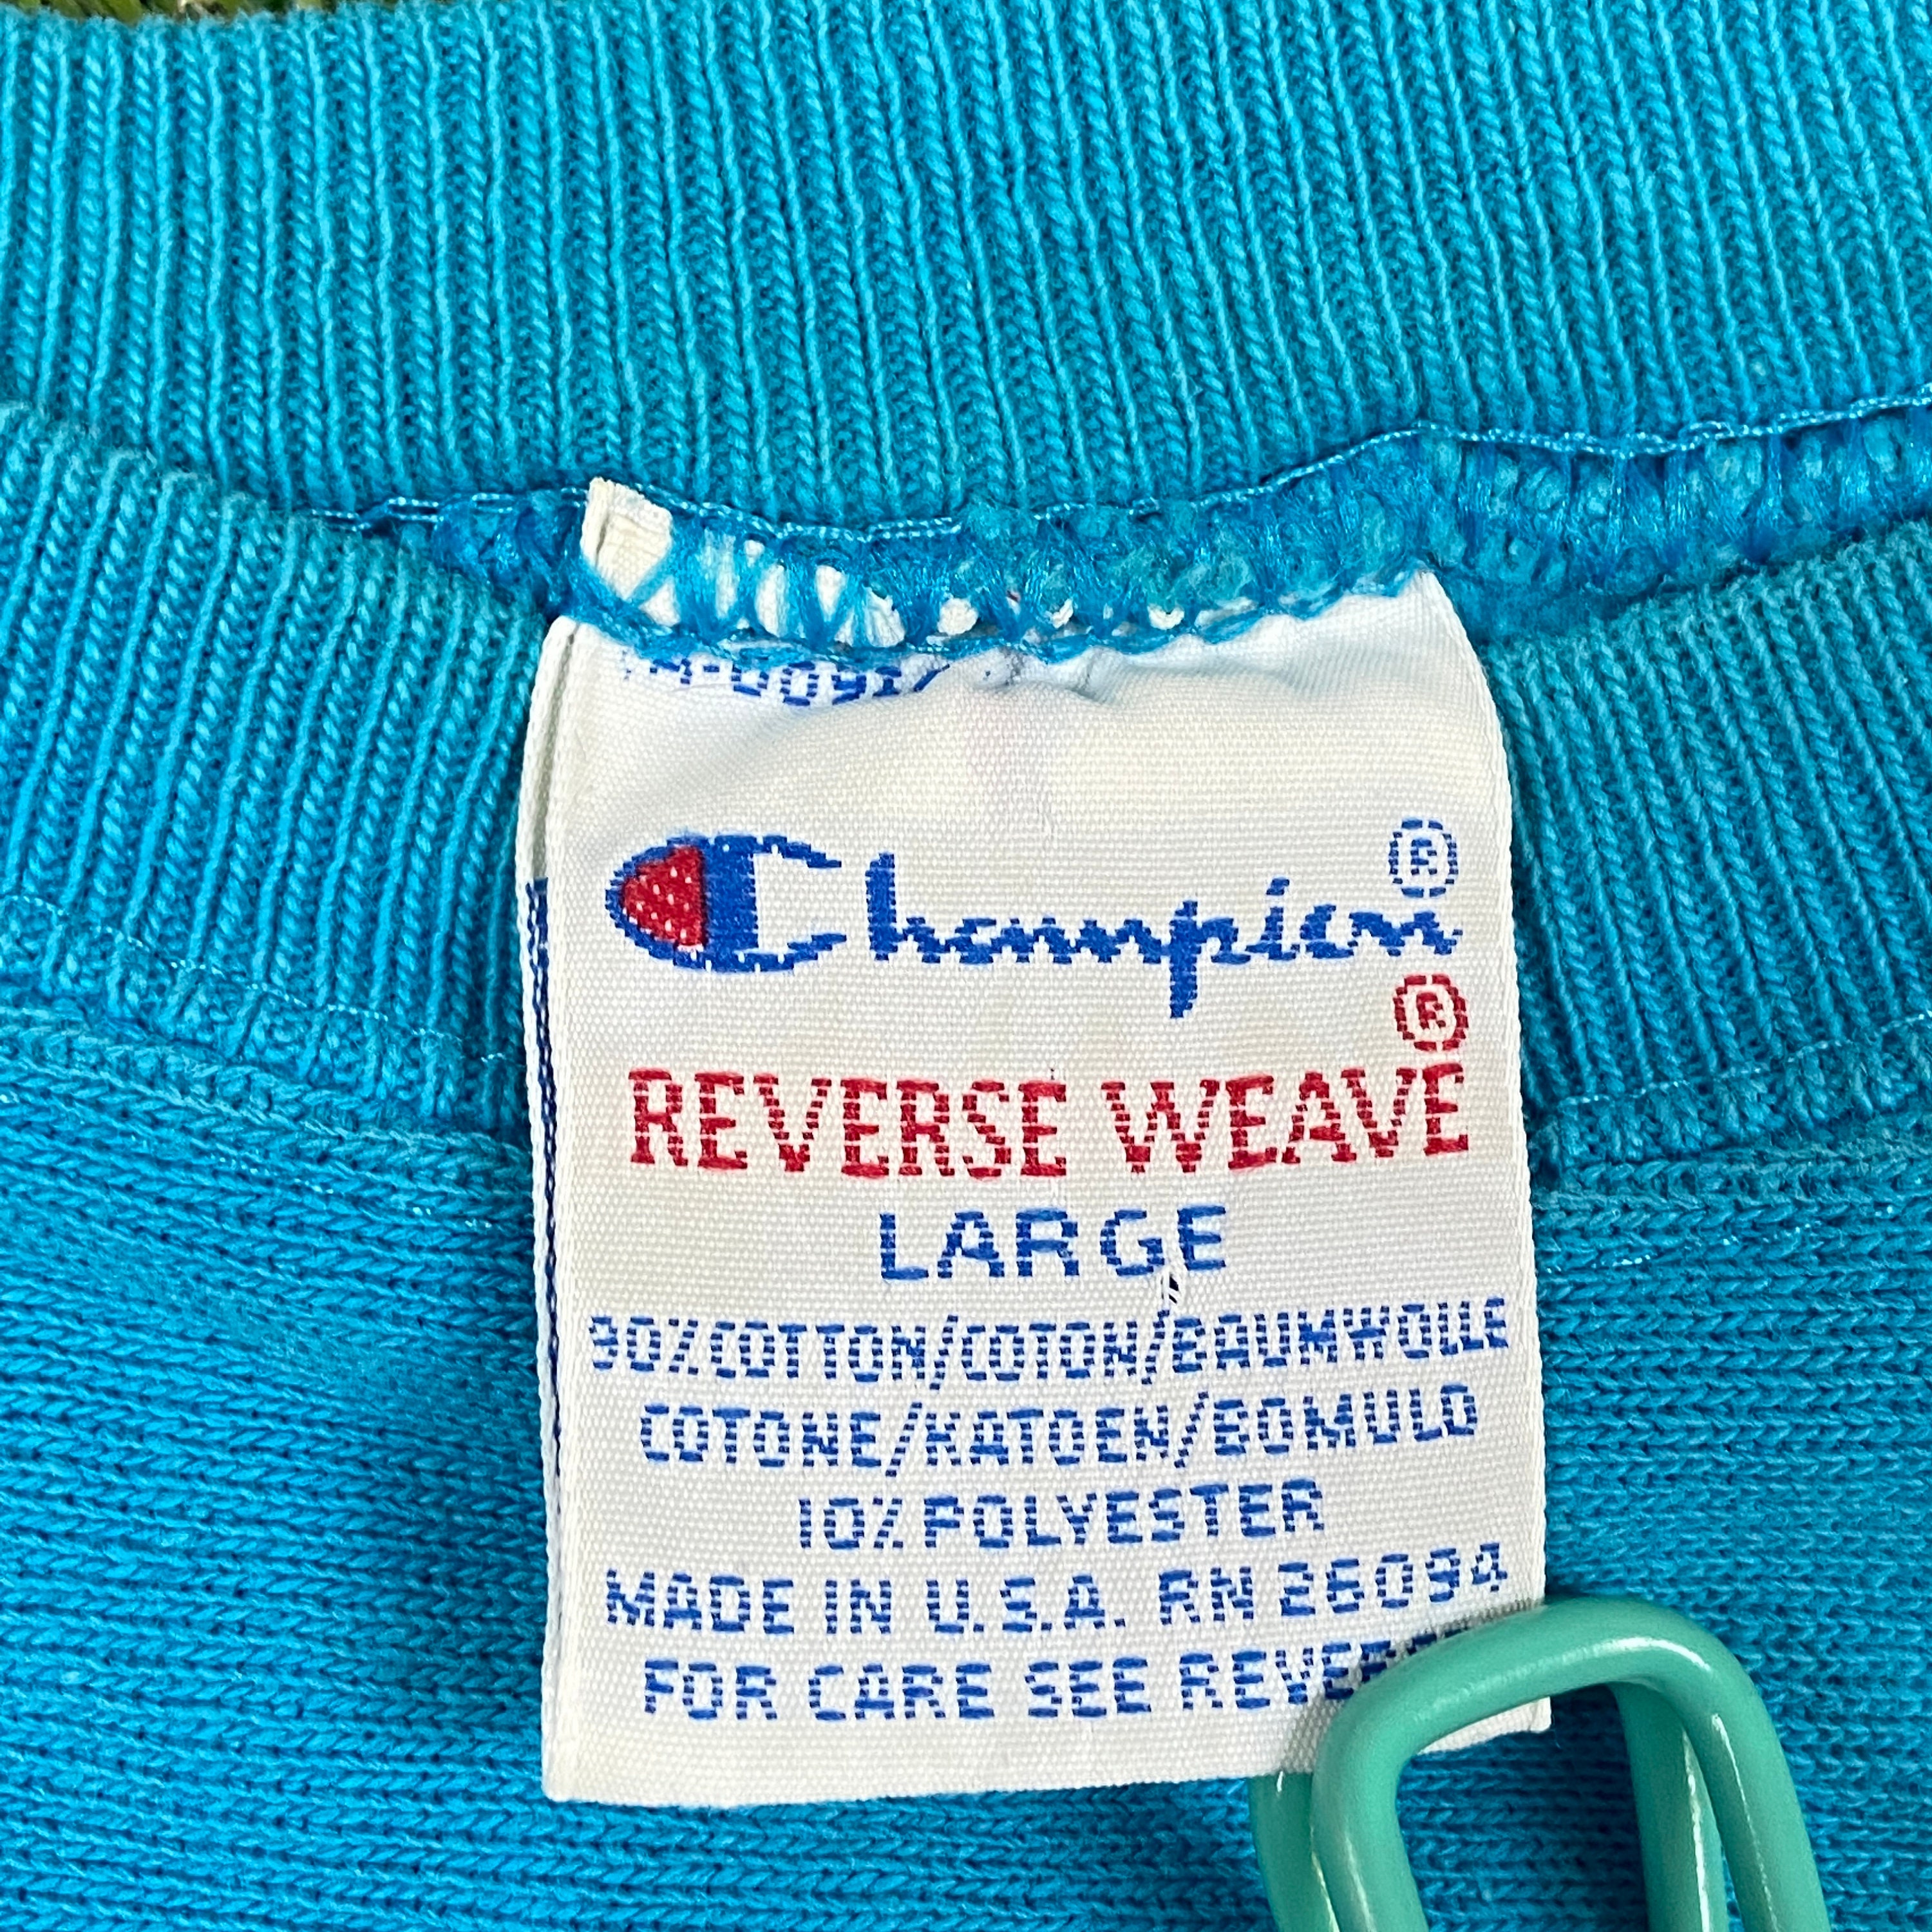 Champion®
®
REVERSE WEAVE
LARGE
90% COTTON/COTON/BAUMWOLLE
COTONE/KATOEN/BOMULD
10% POLYESTER
MADE IN U.S.A. RN 26094
FOR CARE SEE